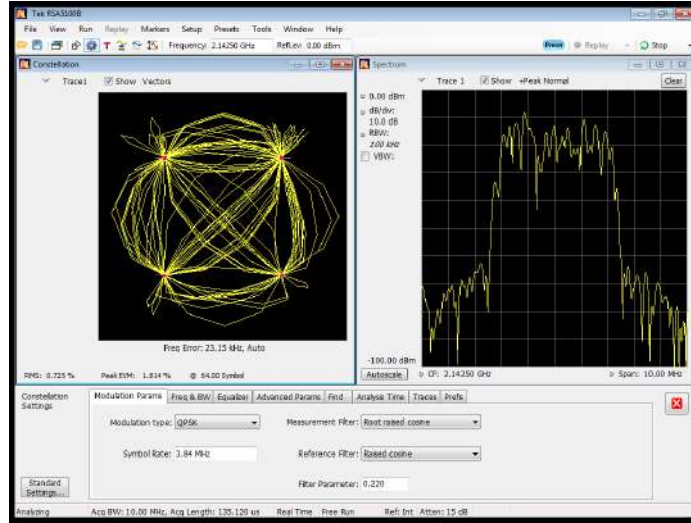 Tek RSA5100B
File View Run Replay Markers Setup Presets Tools Window Help
Frequency: 2.14250 GHz RefLev: 0.00 dBm Preset Replay Stop
Constellation
Trace1 Show Vectors
Freq Error: 23.15 kHz, Auto
RMS: 0.725 % Peak EVM: 1.814 % @ 64.00 Symbol
Spectrum
Trace 1 Show +Peak Normal Clear
0.00 dBm
dB/div:
10.0 dB
RBW:
VBW:
-100.00 dBm
Autoscale CF: 2.14250 GHz Span: 10.00 MHz
Constellation Settings
Modulation Params Freq & BW Equalizer Advanced Params Find Analysis Time Traces Prefs
Modulation type: QPSK Measurement Filter: Root raised cosine
Symbol Rate: 3.84 MHz Reference Filter: Raised cosine
Filter Parameter: 0.220
Standard Settings...
Analyzing Acq BW: 10.00 MHz, Acq Length: 135.120 us Real Time Free Run Ref: Int Atten: 15 dB